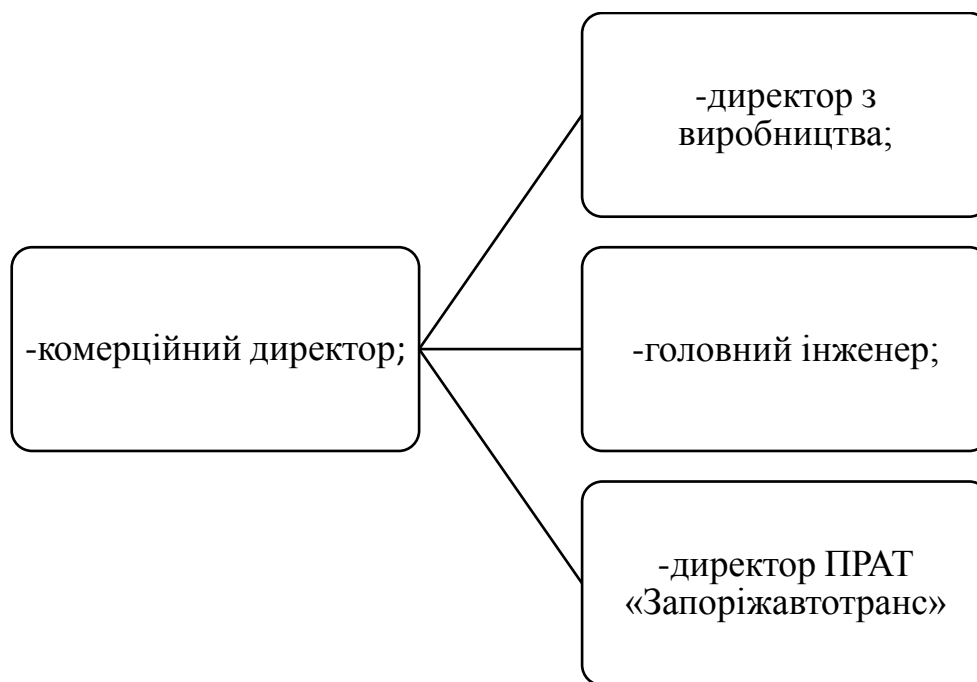 -комерційний директор;
-директор з
виробництва;
-головний інженер;
-директор ПРАТ
«Запоріжавтотранс»